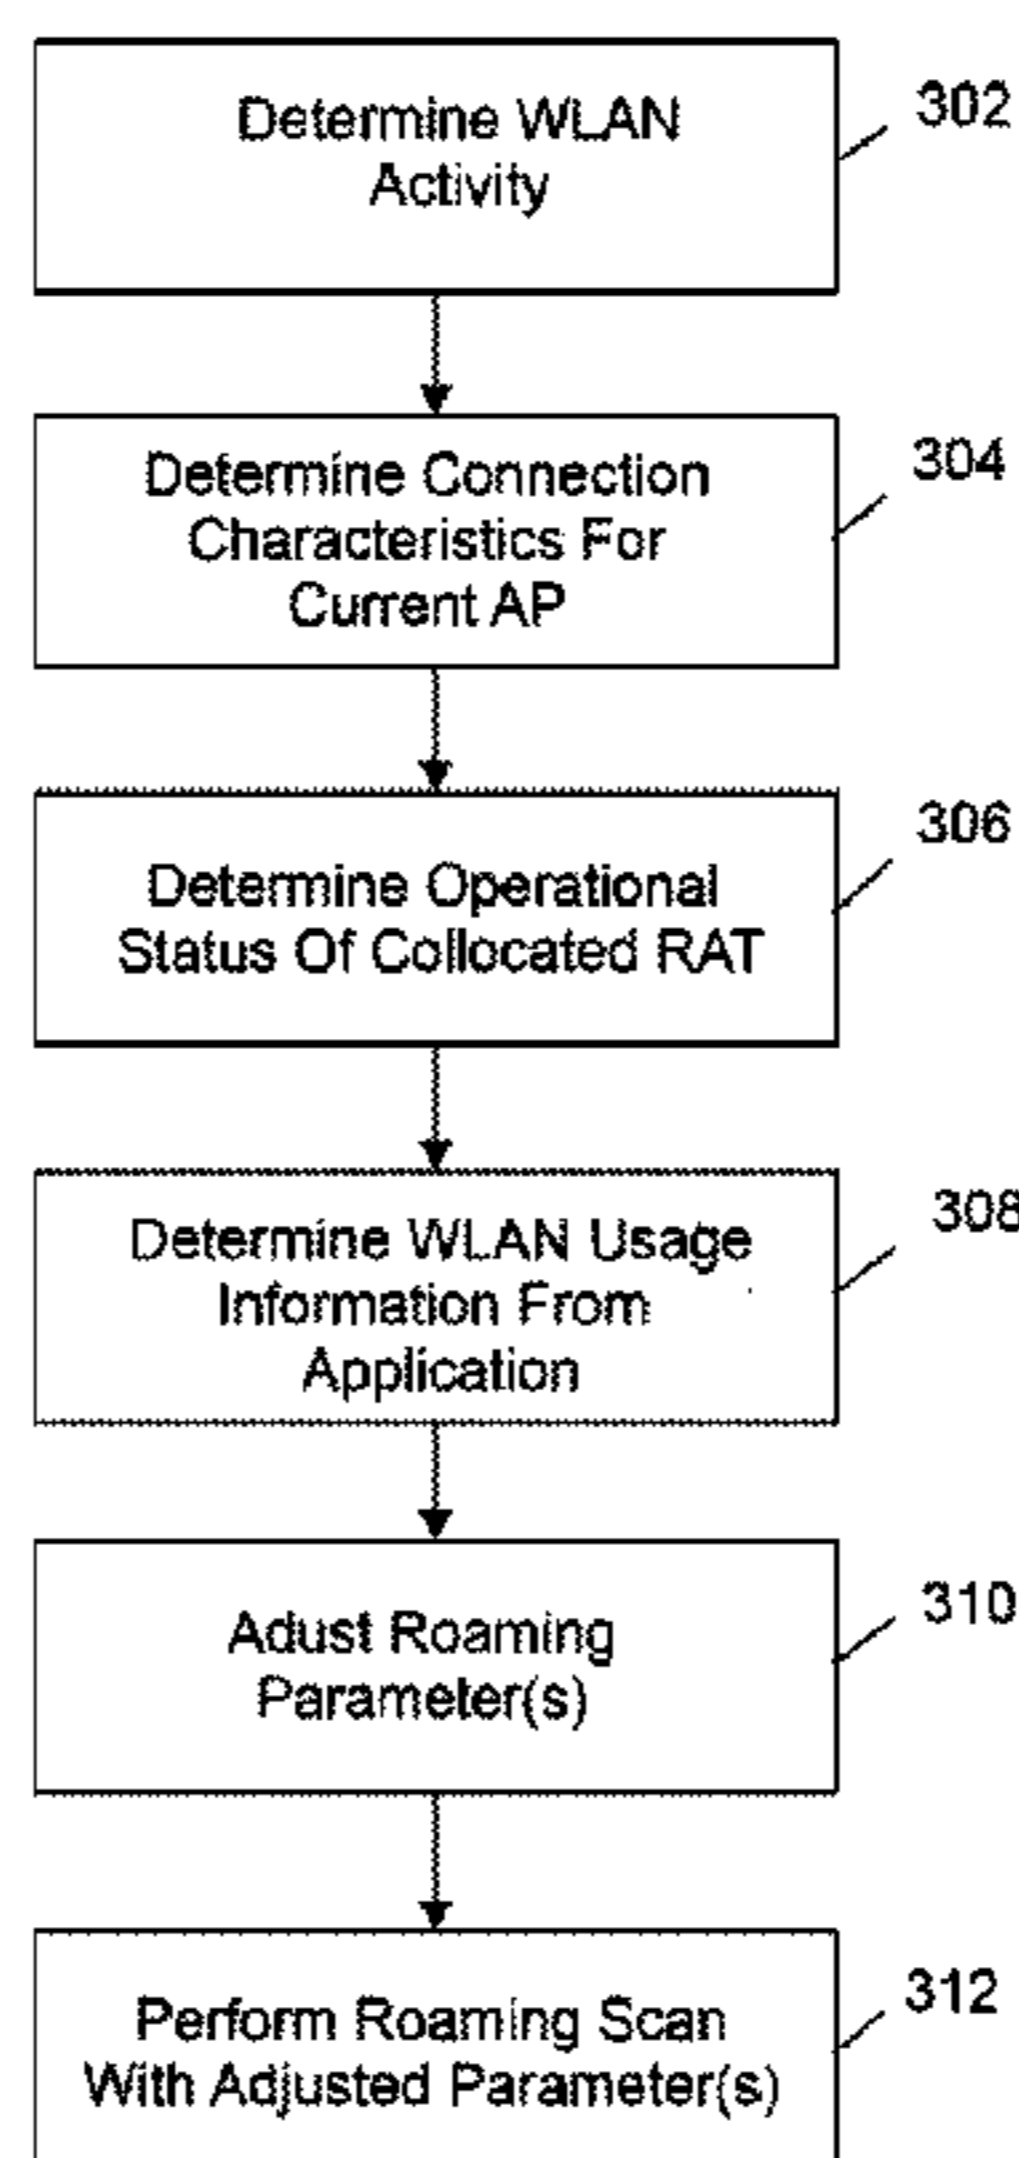 Determine WLAN
Activity
302
Determine Connection
Characteristics For
Current AP
304
Determine Operational
Status Of Collocated RAT
306
Determine WLAN Usage
Information From
Application
308
Adust Roaming
Parameter(s)
310
Perform Roaming Scan
With Adjusted Parameter(s)
312